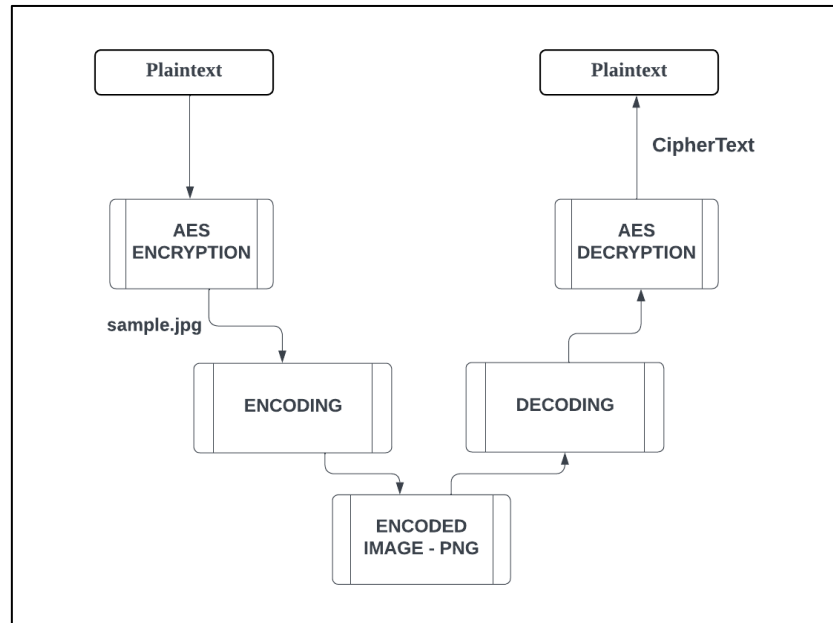 Plaintext
Plaintext
CipherText
AES
ENCRYPTION
AES
DECRYPTION
sample.jpg
ENCODING
DECODING
ENCODED
IMAGE - PNG